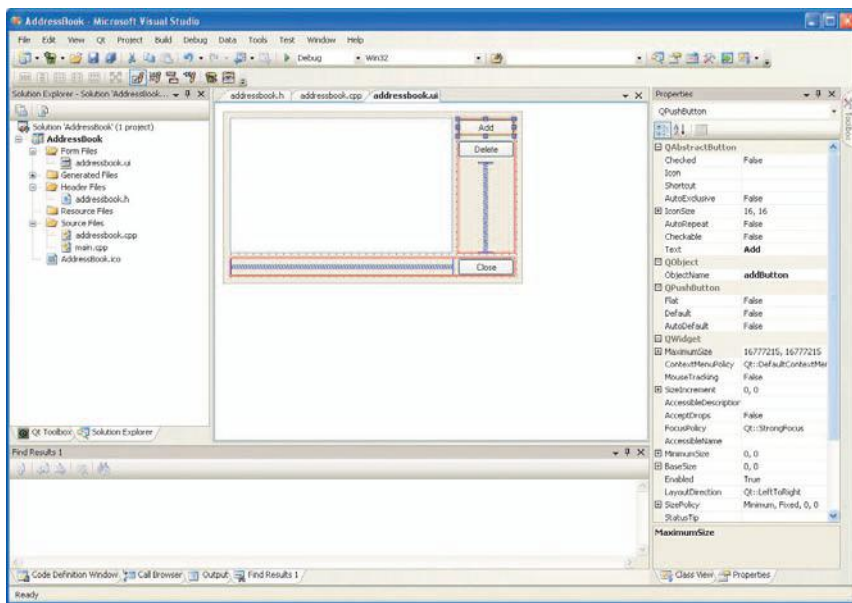 AddressBook - Microsoft Visual Studio
File Edit View Qt Project Build Debug Data Tools Test Window Help
Debug Win32
Solution Explorer - Solution 'AddressBook...
addressbook.h addressbook.cpp addressbook.ui
Properties
Toolbox
QPushButton
Solution 'AddressBook' (1 project)
AddressBook
Form Files
addressbook.ui
Generated Files
Header Files
addressbook.h
Resource Files
Source Files
addressbook.cpp
main.cpp
AddressBook.ico
Add
Delete
Close
QAbstractButton
Checked False
Icon
Shortcut
AutoExclusive False
IconSize 16, 16
AutoRepeat False
Checkable False
Text Add
QObject
ObjectName addButton
QPushButton
Flat False
Default False
AutoDefault False
QWidget
MaximumSize 16777215, 16777215
ContextMenuPolicy Qt::DefaultContextMer
MouseTracking False
SizeIncrement 0, 0
AccessibleDescription
AcceptDrops False
FocusPolicy Qt::StrongFocus
AccessibleName
MinimumSize 0, 0
BaseSize 0, 0
Enabled True
LayoutDirection Qt::LeftToRight
SizePolicy Minimum, Fixed, 0, 0
StatusTip
MaximumSize
Qt Toolbox Solution Explorer
Find Results 1
Code Definition Window Call Browser Output Find Results 1
Class View Properties
Ready